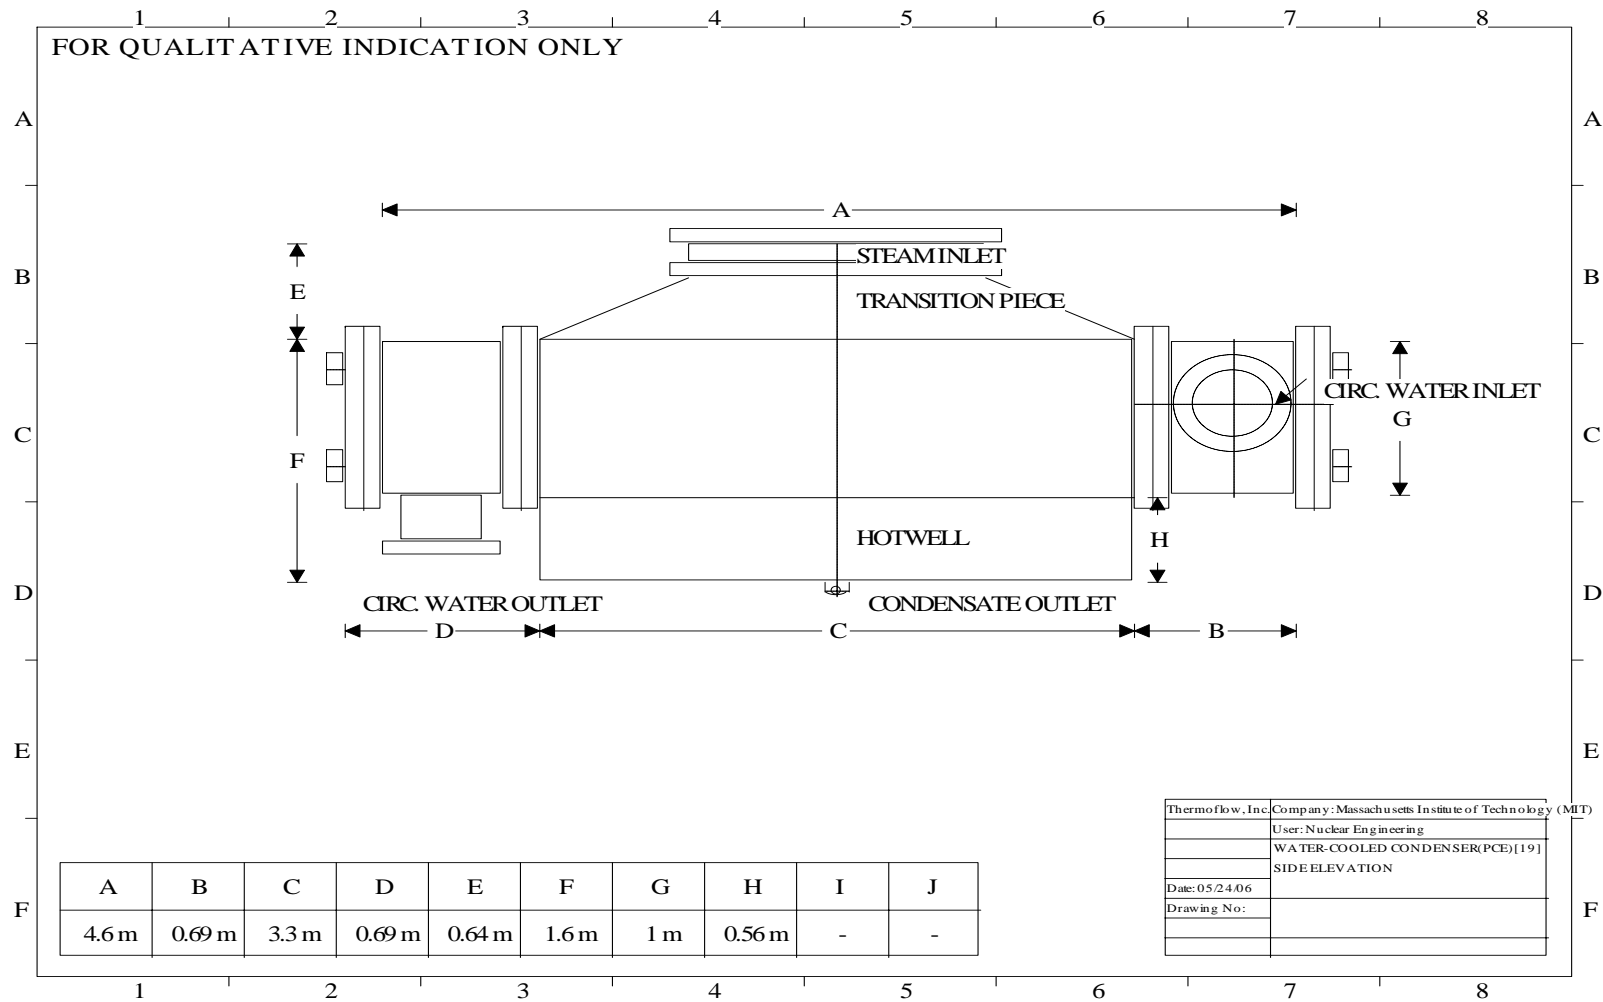 1 2 3 4 5 6 7 8
FOR QUALITATIVE INDICATION ONLY
A A
A
B STEAM INLET B
E
TRANSITION PIECE
CIRC. WATER INLET
G
C C
F
HOTWELL H
D D
CIRC. WATER OUTLET CONDENSATE OUTLET
D C B
E E
Thermoflow, Inc. Company: Massachusetts Institute of Technology (MIT)
User: Nuclear Engineering
WATER-COOLED CONDENSER(PCE) [19]
SIDE ELEVATION
Date: 05/24/06
Drawing No:
A B C D E F G H I J
F F
4.6 m 0.69 m 3.3 m 0.69 m 0.64 m 1.6 m 1 m 0.56 m - -
1 2 3 4 5 6 7 8